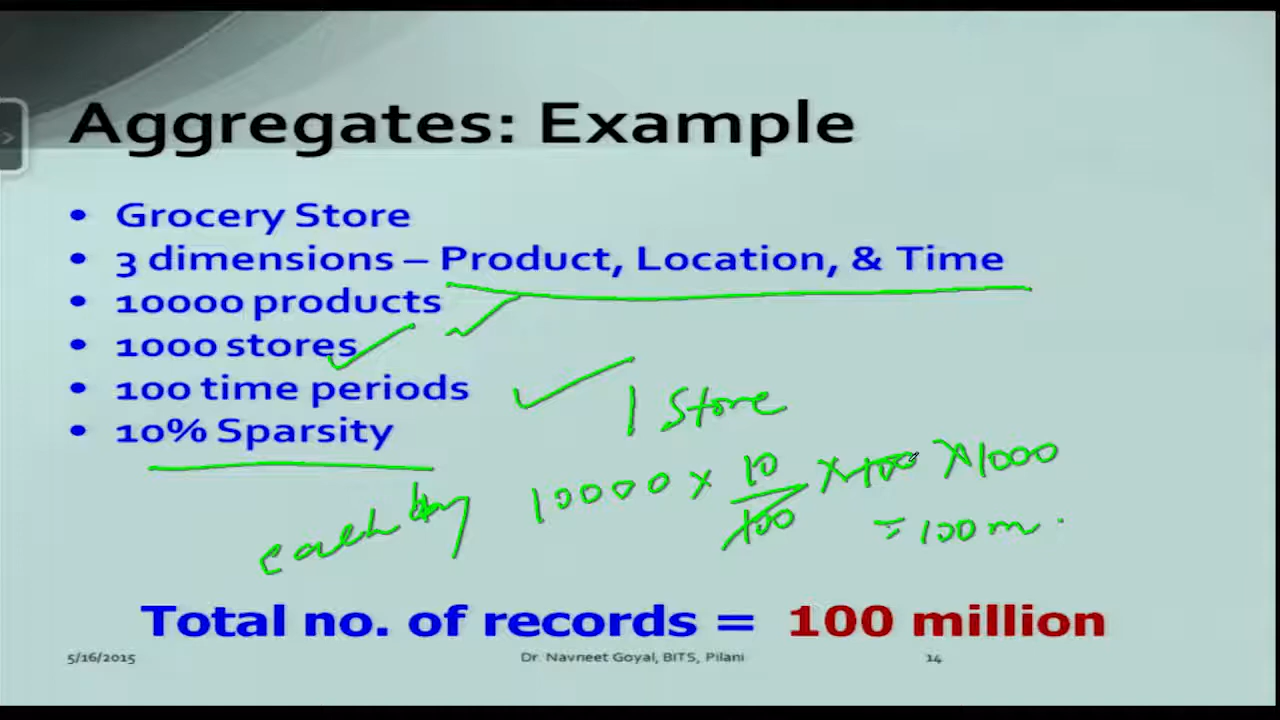 Aggregates: Example
• Grocery Store
• 3 dimensions – Product, Location, & Time
• 10000 products
• 1000 stores
• 100 time periods
• 10% Sparsity
1 Store
each day 10000 × 10/100 × 100 × 1000
= 100 m.
Total no. of records = 100 million
5/16/2015 Dr. Navneet Goyal, BITS, Pilani 14